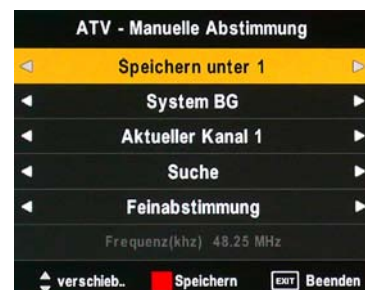 ATV - Manuelle Abstimmung
Speichern unter 1
System BG
Aktueller Kanal 1
Suche
Feinabstimmung
Frequenz(khz) 48.25 MHz
verschieb.. Speichern EXIT Beenden